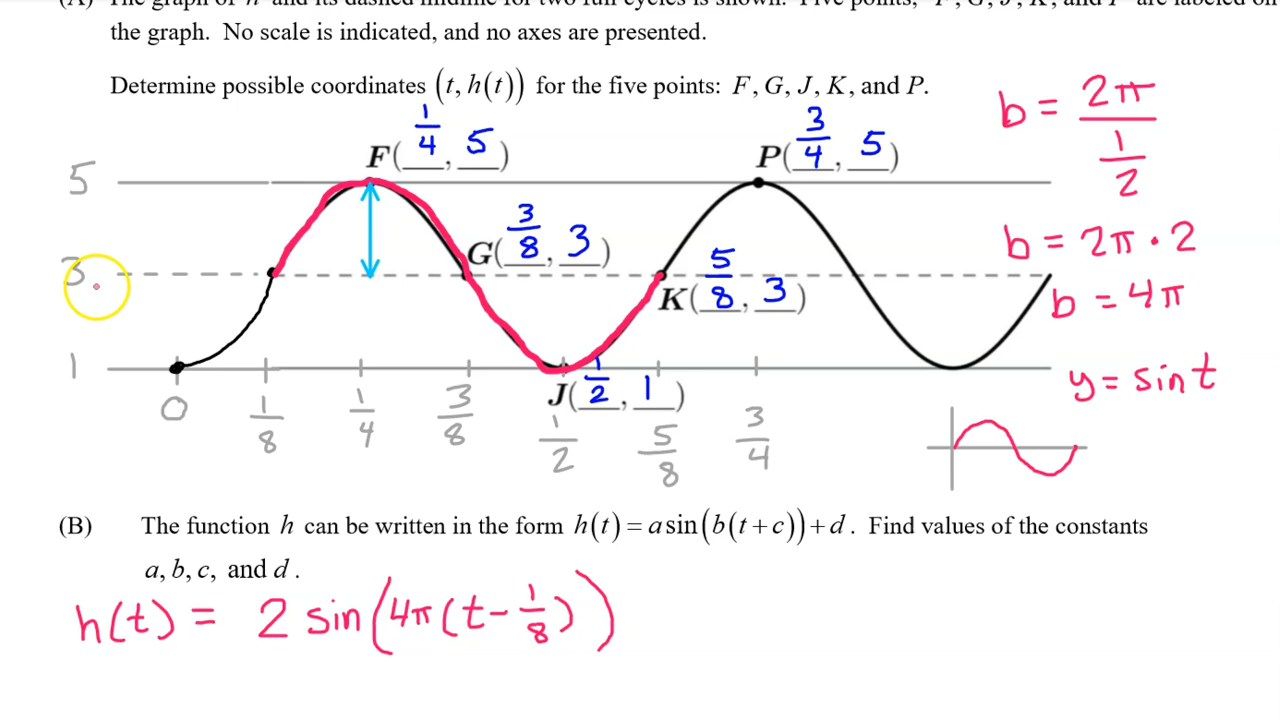 the graph. No scale is indicated, and no axes are presented.
Determine possible coordinates (t, h(t)) for the five points: F, G, J, K, and P.
b = 2π / 1/2
F(1/4, 5)
P(3/4, 5)
5
G(3/8, 3)
b = 2π • 2
3
K(5/8, 3)
b = 4π
1
J(1/2, 1)
y = sin t
0 1/8 1/4 3/8 1/2 5/8 3/4
(B) The function h can be written in the form h(t) = a sin(b(t+c)) + d. Find values of the constants
a, b, c, and d.
h(t) = 2 sin(4π(t - 1/8))